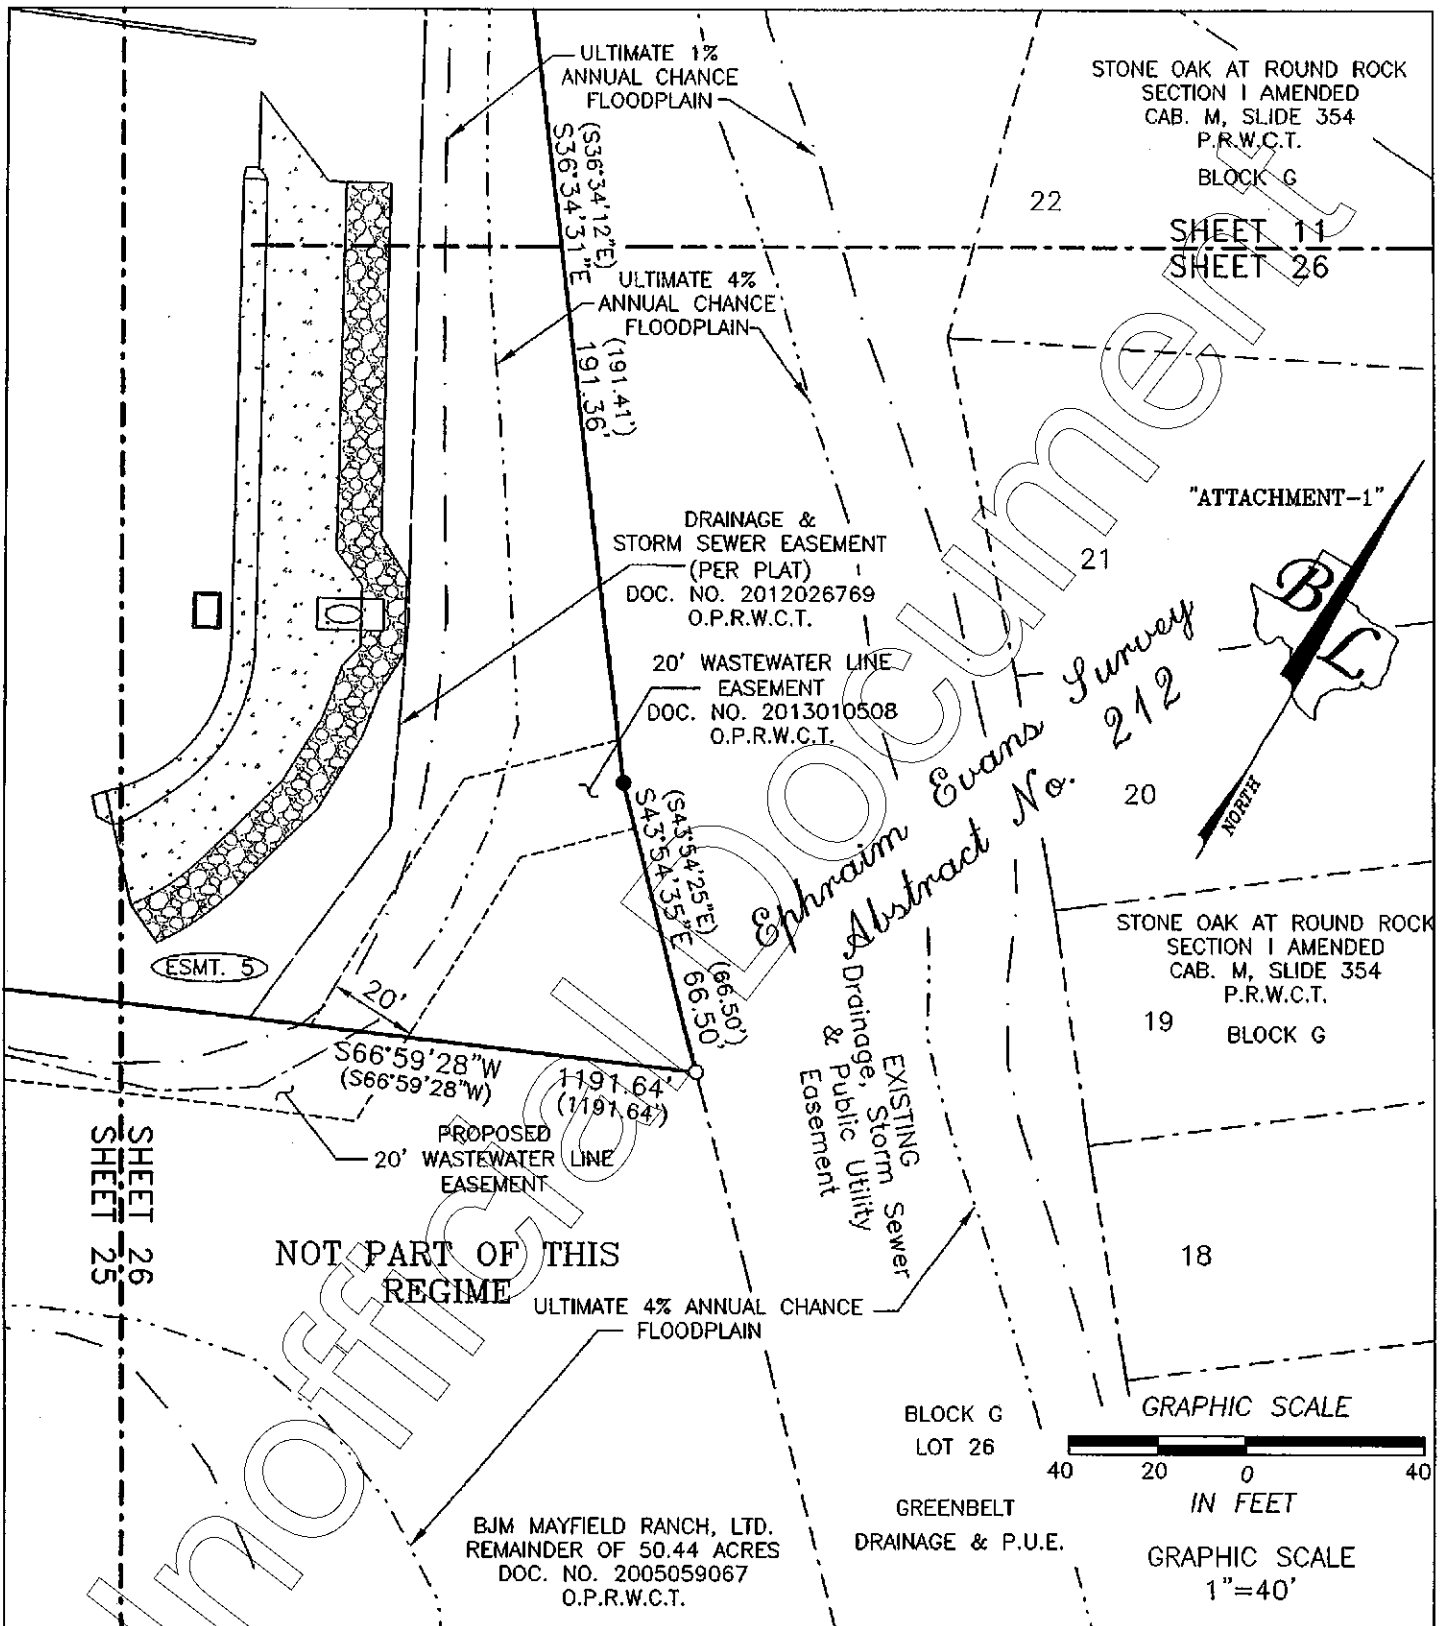 ULTIMATE 1%
ANNUAL CHANCE
FLOODPLAIN
STONE OAK AT ROUND ROCK
SECTION I AMENDED
CAB. M, SLIDE 354
P.R.W.C.T.
BLOCK G
22
SHEET 11
SHEET 26
(S36°34'12"E) (191.41')
S36°34'31"E 191.36'
ULTIMATE 4%
ANNUAL CHANCE
FLOODPLAIN
"ATTACHMENT-1"
DRAINAGE &
STORM SEWER EASEMENT
(PER PLAT)
DOC. NO. 2012026769
O.P.R.W.C.T.
21
B
L
NORTH
20' WASTEWATER LINE
EASEMENT
DOC. NO. 2013010508
O.P.R.W.C.T.
Ephraim Evans Survey
Abstract No. 212
20
(S43°54'25"E) (66.50')
S43°54'35"E 66.50'
STONE OAK AT ROUND ROCK
SECTION I AMENDED
CAB. M, SLIDE 354
P.R.W.C.T.
BLOCK G
19
ESMT. 5
20'
S66°59'28"W 1191.64'
(S66°59'28"W) (1191.64')
EXISTING
Drainage, Storm Sewer
& Public Utility
Easement
PROPOSED
20' WASTEWATER LINE
EASEMENT
SHEET 26
SHEET 25
NOT PART OF THIS
REGIME
18
ULTIMATE 4% ANNUAL CHANCE
FLOODPLAIN
BLOCK G
LOT 26
GREENBELT
DRAINAGE & P.U.E.
GRAPHIC SCALE
40 20 0 40
IN FEET
GRAPHIC SCALE
1"=40'
BJM MAYFIELD RANCH, LTD.
REMAINDER OF 50.44 ACRES
DOC. NO. 2005059067
O.P.R.W.C.T.
Unofficial Document